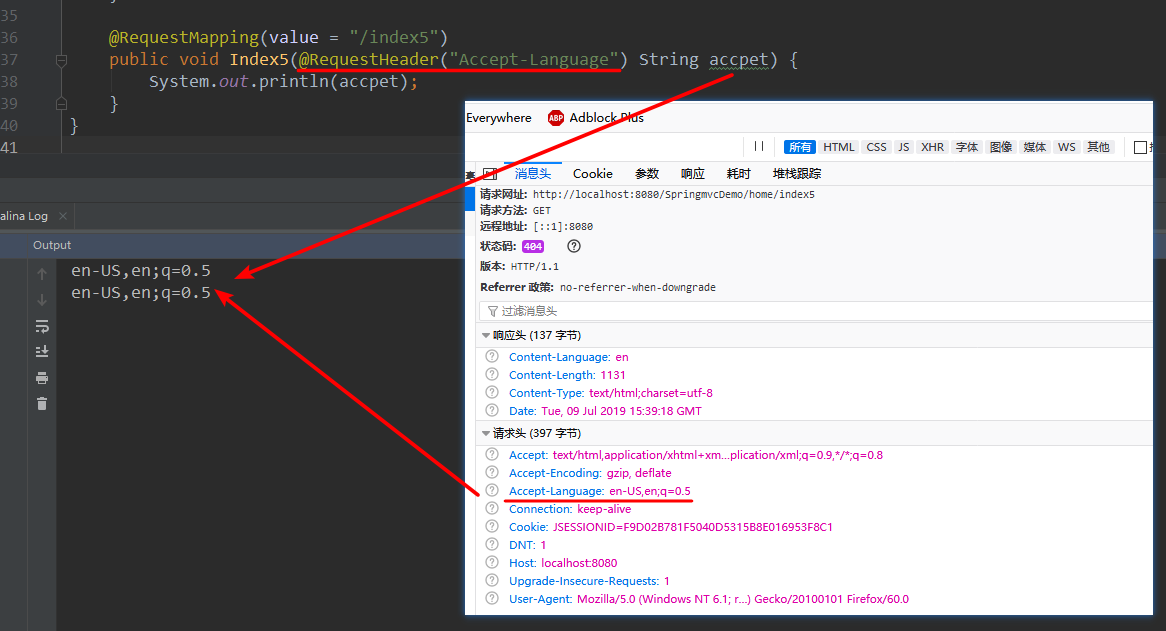 35
36 @RequestMapping(value = "/index5")
37 public void Index5(@RequestHeader("Accept-Language") String accpet) {
38 System.out.println(accpet);
39 }
40 }
41
alina Log ×
Output
en-US,en;q=0.5
en-US,en;q=0.5
Everywhere ABP Adblock Plus
所有 HTML CSS JS XHR 字体 图像 媒体 WS 其他
消息头 Cookie 参数 响应 耗时 堆栈跟踪
请求网址: http://localhost:8080/SpringmvcDemo/home/index5
请求方法: GET
远程地址: [::1]:8080
状态码: 404 ?
版本: HTTP/1.1
Referrer 政策: no-referrer-when-downgrade
过滤消息头
响应头 (137 字节)
? Content-Language: en
? Content-Length: 1131
? Content-Type: text/html;charset=utf-8
? Date: Tue, 09 Jul 2019 15:39:18 GMT
请求头 (397 字节)
? Accept: text/html,application/xhtml+xm...plication/xml;q=0.9,*/*;q=0.8
? Accept-Encoding: gzip, deflate
? Accept-Language: en-US,en;q=0.5
? Connection: keep-alive
? Cookie: JSESSIONID=F9D02B781F5040D5315B8E016953F8C1
? DNT: 1
? Host: localhost:8080
? Upgrade-Insecure-Requests: 1
? User-Agent: Mozilla/5.0 (Windows NT 6.1; r...) Gecko/20100101 Firefox/60.0